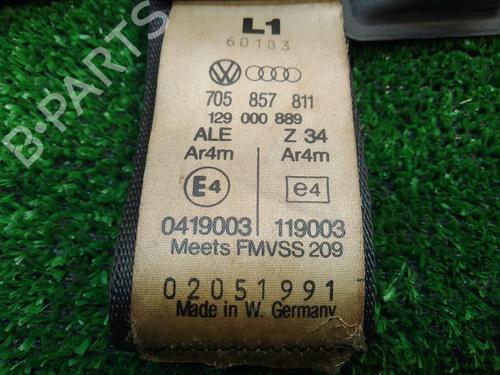 L1
60183
705 857 811
129 000 889
ALE Z 34
Ar4m Ar4m
E4 e4
0419003 119003
Meets FMVSS 209
02051991
Made in W. Germany
B-PARTS